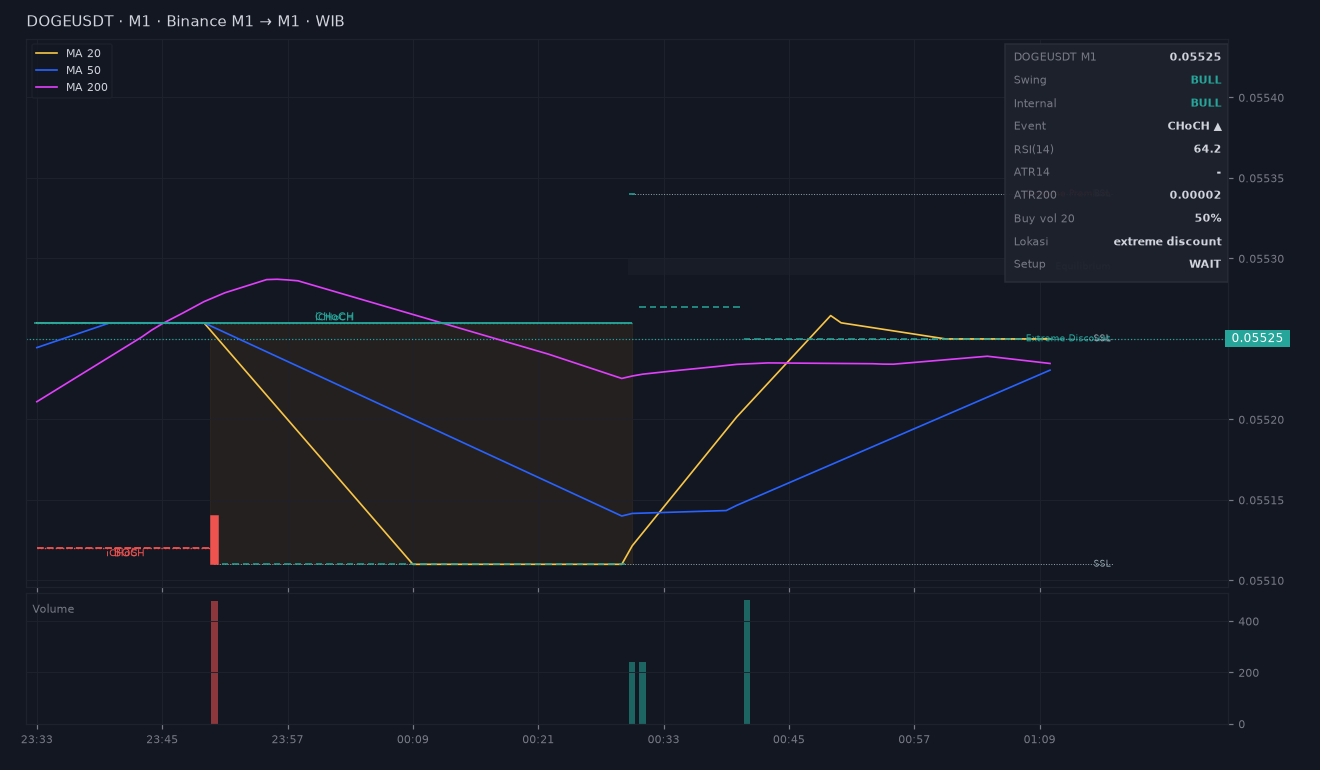 DOGEUSDT · M1 · Binance M1 → M1 · WIB
MA 20
MA 50
MA 200
DOGEUSDT M1 0.05525
Swing BULL
Internal BULL
Event CHoCH ▲
RSI(14) 64.2
ATR14 -
ATR200 0.00002
Buy vol 20 50%
Lokasi extreme discount
Setup WAIT
0.05540
0.05535
0.05530
0.05525
0.05520
0.05515
0.05510
CHoCH
SSL
SSL
Volume
400
200
0
23:33 23:45 23:57 00:09 00:21 00:33 00:45 00:57 01:09